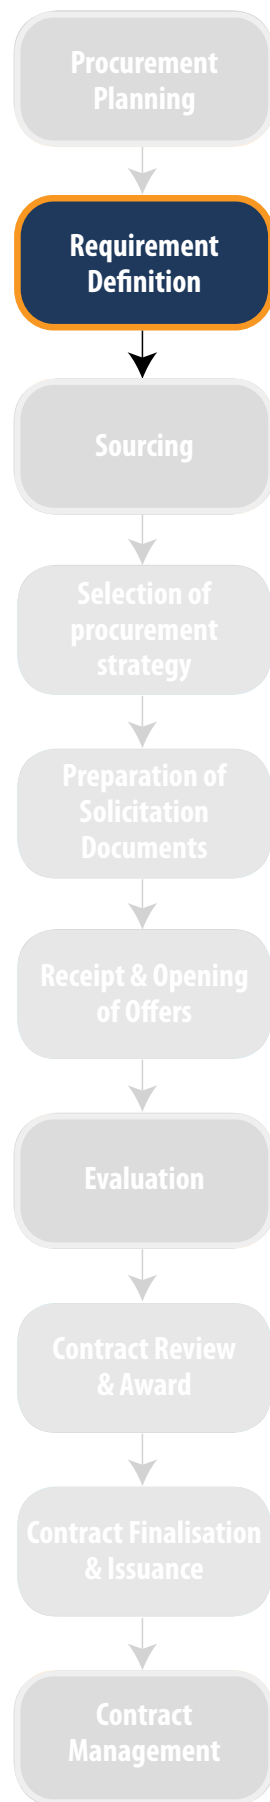 Procurement
Planning
Requirement
Definition
Sourcing
Selection of
procurement
strategy
Preparation of
Solicitation
Documents
Receipt & Opening
of Offers
Evaluation
Contract Review
& Award
Contract Finalisation
& Issuance
Contract
Management